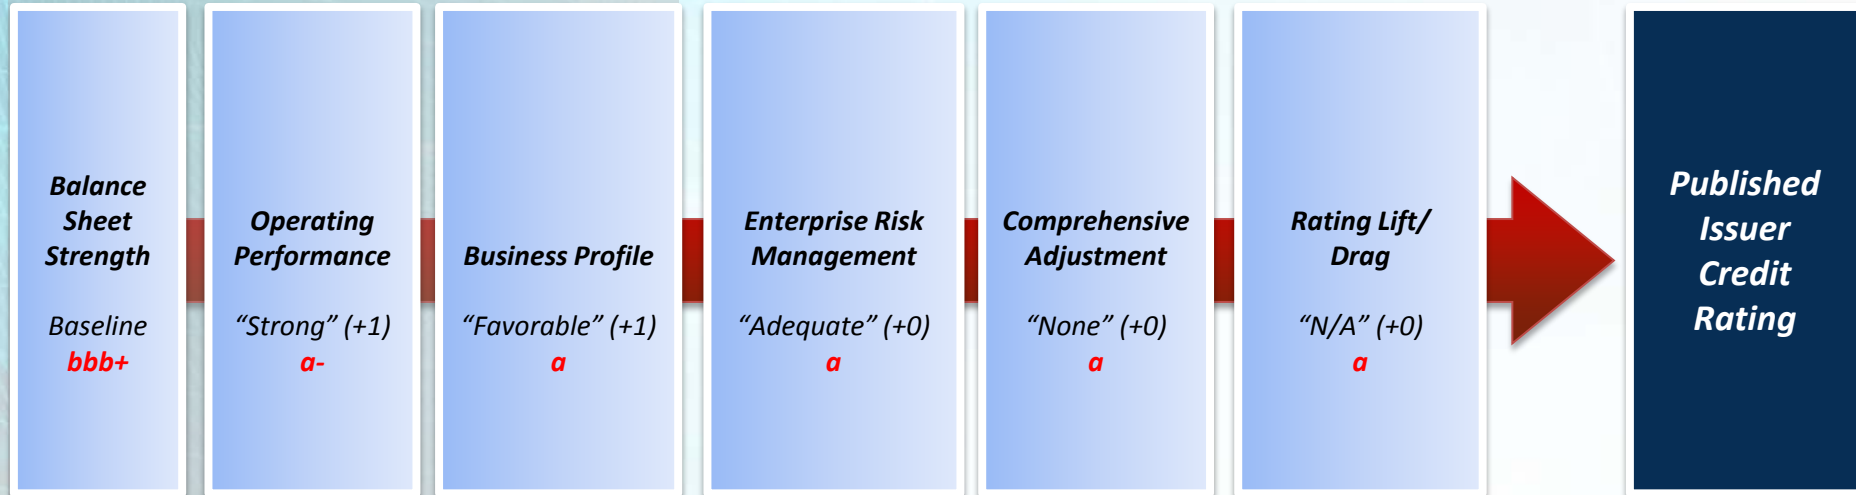 Balance
Sheet
Strength
Baseline
bbb+
Operating
Performance
“Strong” (+1)
a-
Business Profile
“Favorable” (+1)
a
Enterprise Risk
Management
“Adequate” (+0)
a
Comprehensive
Adjustment
“None” (+0)
a
Rating Lift/
Drag
“N/A” (+0)
a
Published
Issuer
Credit
Rating